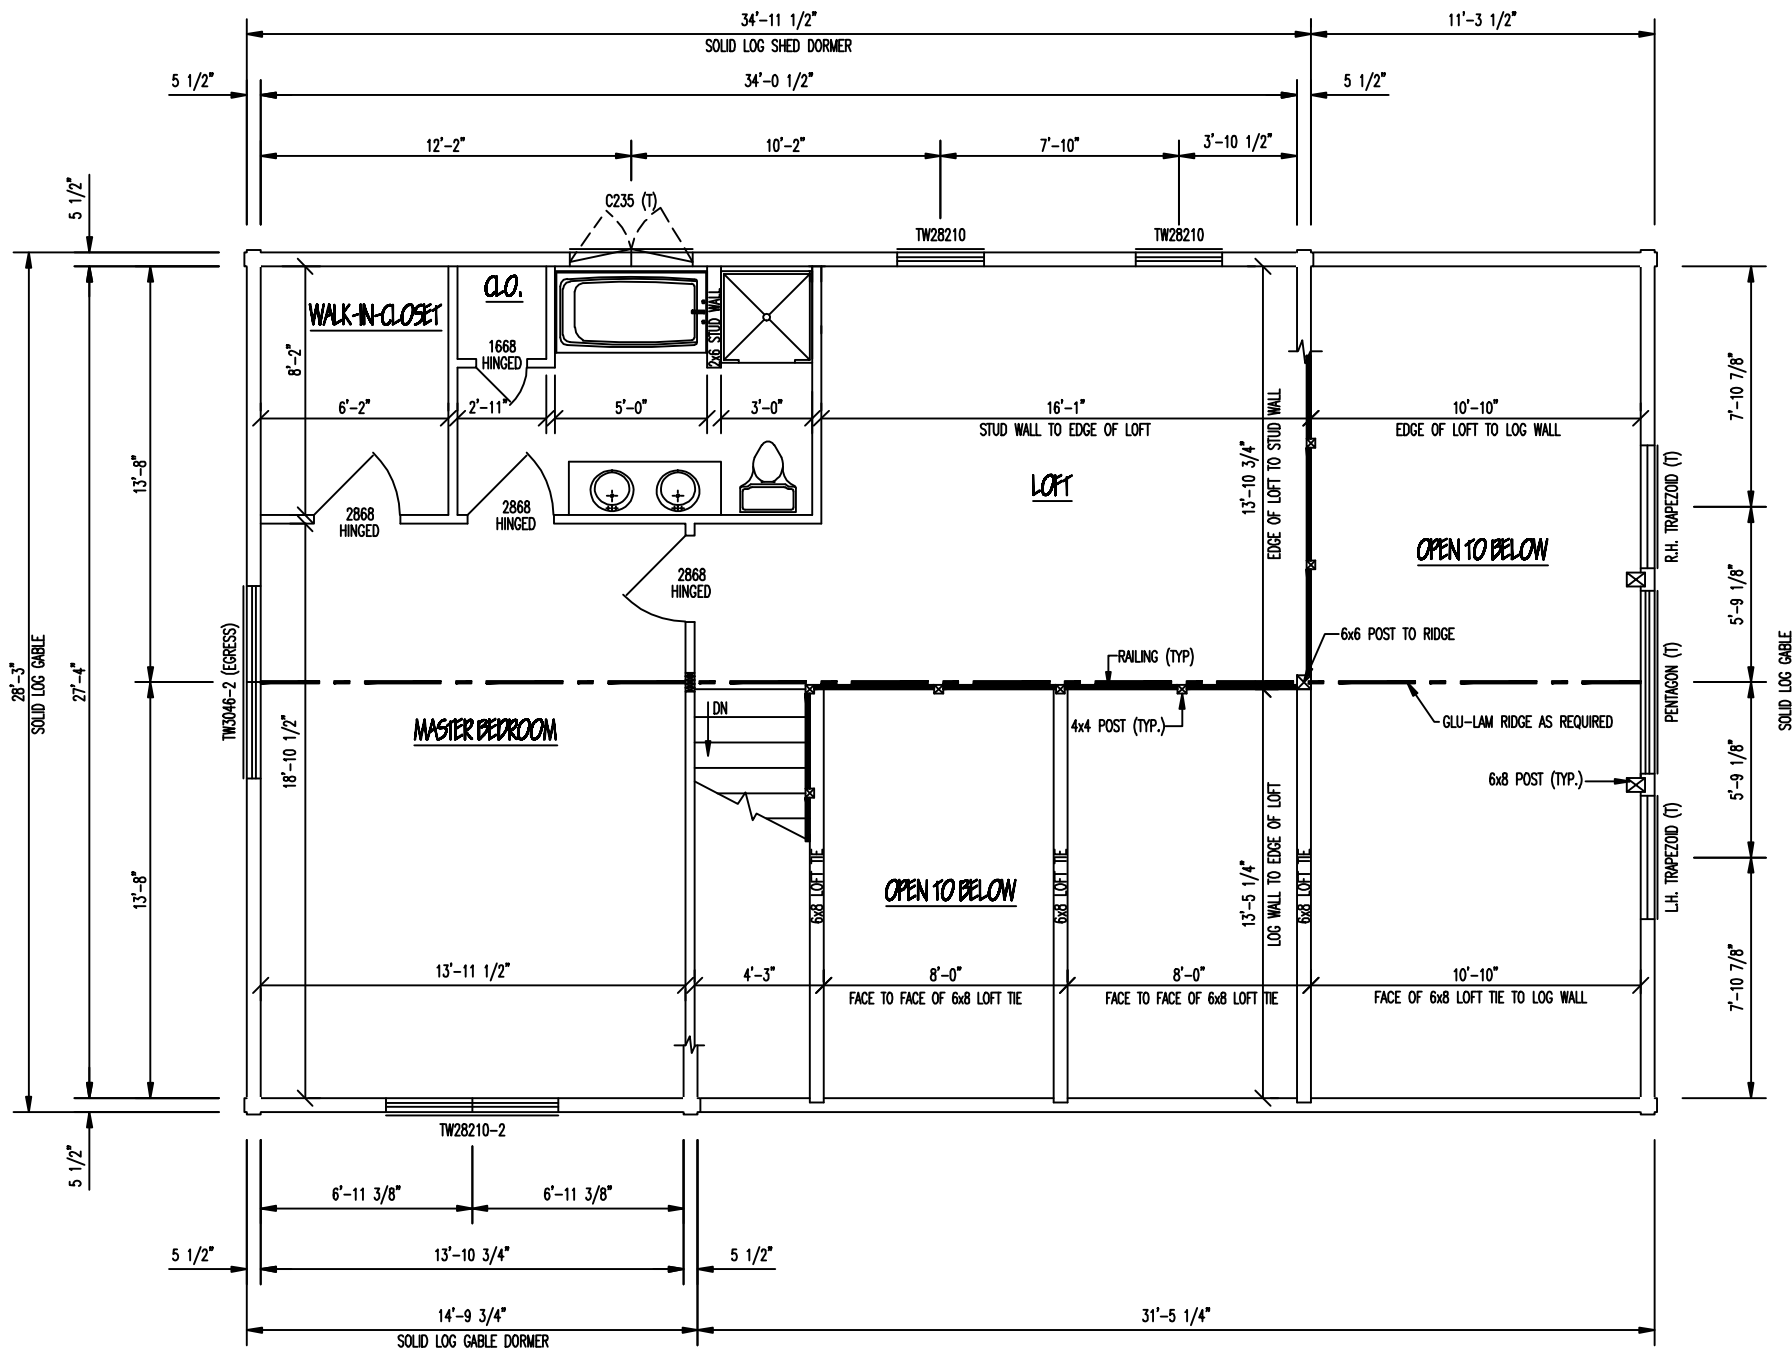 34'-11 1/2"
11'-3 1/2"
SOLID LOG SHED DORMER
5 1/2"
34'-0 1/2"
5 1/2"
12'-2"
10'-2"
7'-10"
3'-10 1/2"
5 1/2"
C235 (T)
TW28210
TW28210
WALK-IN-CLOSET
CLO.
1668
HINGED
2x6 STUD WALL
8'-2"
6'-2"
2'-11"
5'-0"
3'-0"
16'-1"
STUD WALL TO EDGE OF LOFT
10'-10"
EDGE OF LOFT TO LOG WALL
7'-10 7/8"
13'-8"
LOFT
13'-10 3/4"
EDGE OF LOFT TO STUD WALL
R.H. TRAPEZOID (T)
2868
HINGED
2868
HINGED
2868
HINGED
OPEN TO BELOW
5'-9 1/8"
28'-3"
SOLID LOG GABLE
27'-4"
TW3046-2 (EGRESS)
6x6 POST TO RIDGE
RAILING (TYP)
PENTAGON (T)
SOLID LOG GABLE
MASTER BEDROOM
18'-10 1/2"
DN
4x4 POST (TYP.)
GLU-LAM RIDGE AS REQUIRED
6x8 POST (TYP.)
5'-9 1/8"
13'-8"
6x8 LOFT TIE
OPEN TO BELOW
6x8 LOFT TIE
13'-5 1/4"
LOG WALL TO EDGE OF LOFT
6x8 LOFT TIE
L.H. TRAPEZOID (T)
13'-11 1/2"
4'-3"
8'-0"
FACE TO FACE OF 6x8 LOFT TIE
8'-0"
FACE TO FACE OF 6x8 LOFT TIE
10'-10"
FACE OF 6x8 LOFT TIE TO LOG WALL
7'-10 7/8"
TW28210-2
5 1/2"
6'-11 3/8"
6'-11 3/8"
5 1/2"
13'-10 3/4"
5 1/2"
14'-9 3/4"
SOLID LOG GABLE DORMER
31'-5 1/4"